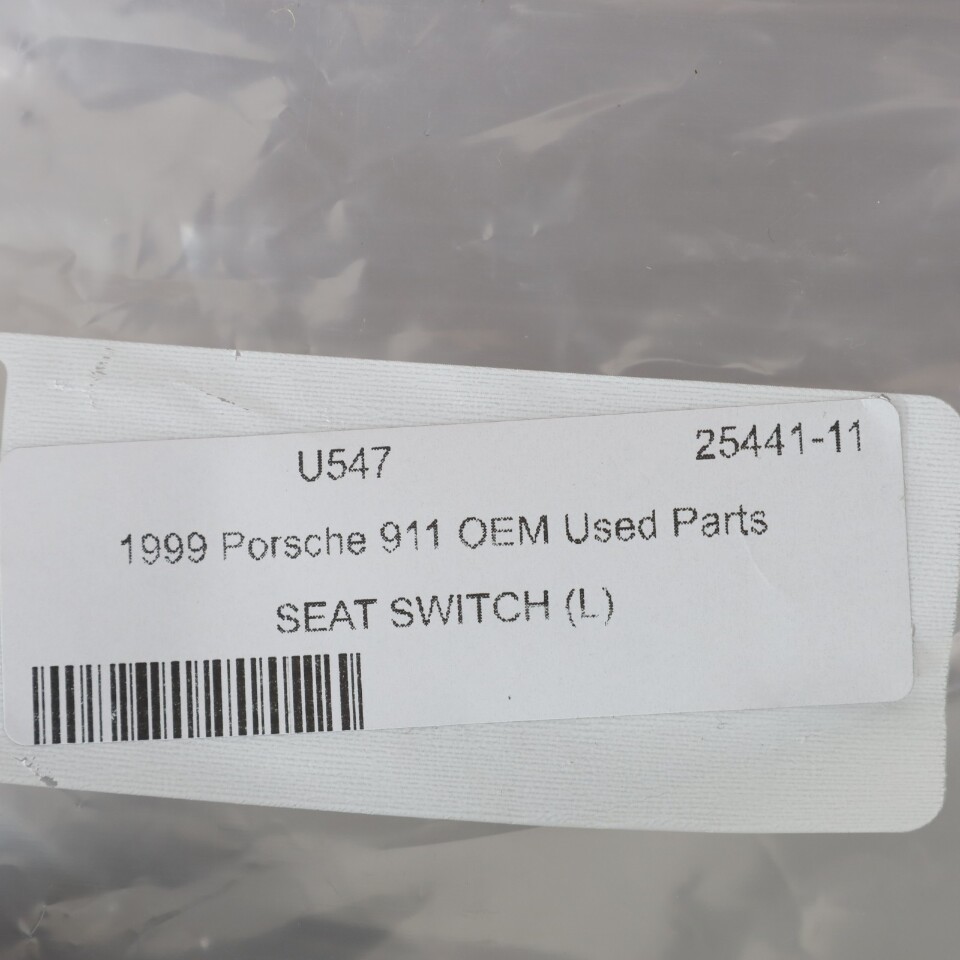 U547 25441-11
1999 Porsche 911 OEM Used Parts
SEAT SWITCH (L)